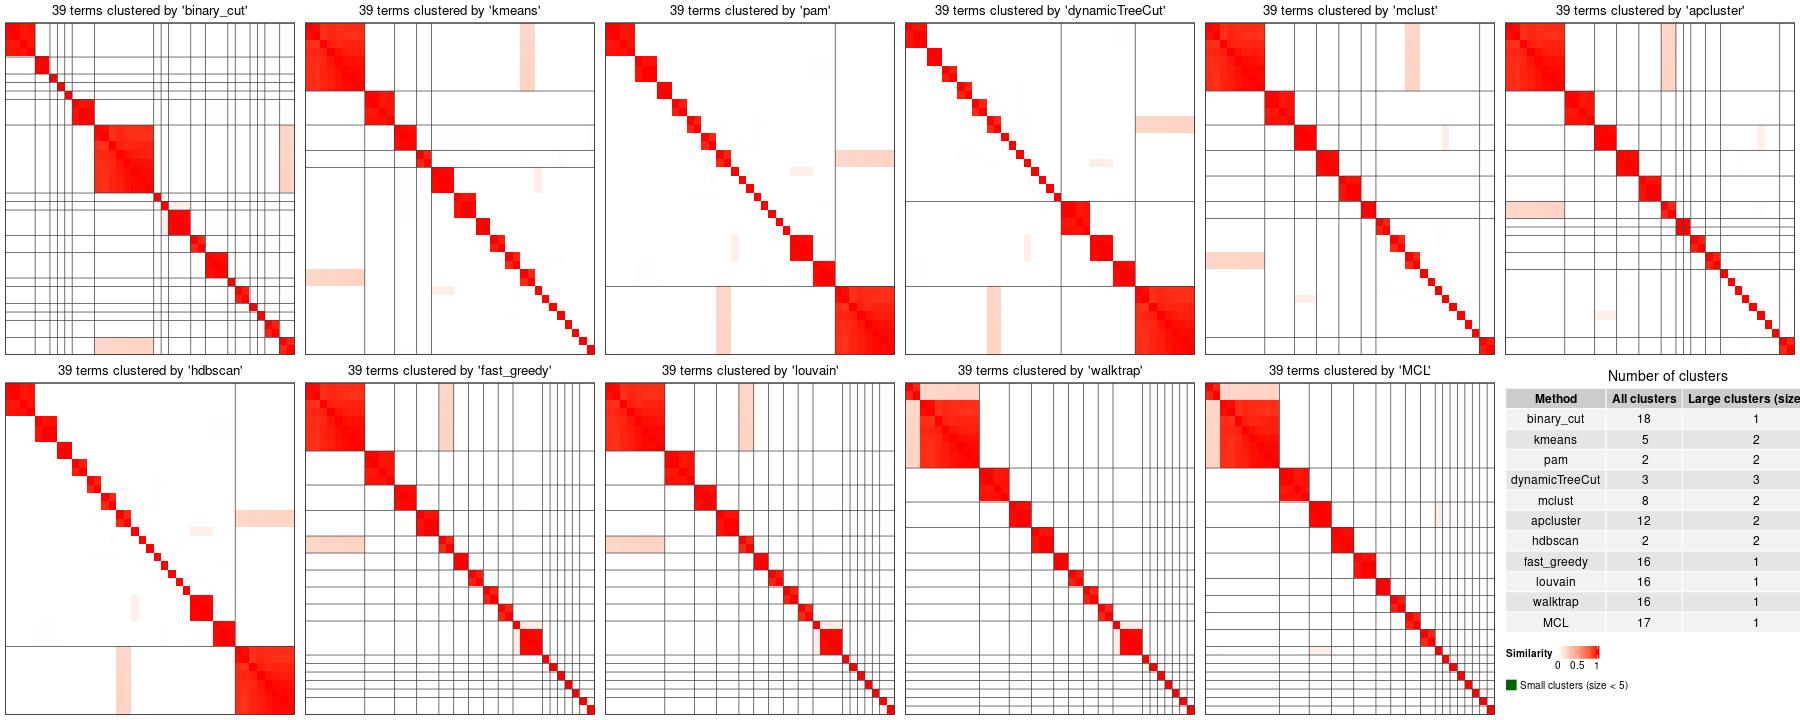 39 terms clustered by 'binary_cut'
39 terms clustered by 'kmeans'
39 terms clustered by 'pam'
39 terms clustered by 'dynamicTreeCut'
39 terms clustered by 'mclust'
39 terms clustered by 'apcluster'
39 terms clustered by 'hdbscan'
39 terms clustered by 'fast_greedy'
39 terms clustered by 'louvain'
39 terms clustered by 'walktrap'
39 terms clustered by 'MCL'
Number of clusters
Method All clusters Large clusters (size
binary_cut 18 1
kmeans 5 2
pam 2 2
dynamicTreeCut 3 3
mclust 8 2
apcluster 12 2
hdbscan 2 2
fast_greedy 16 1
louvain 16 1
walktrap 16 1
MCL 17 1
Similarity
0 0.5 1
Small clusters (size < 5)